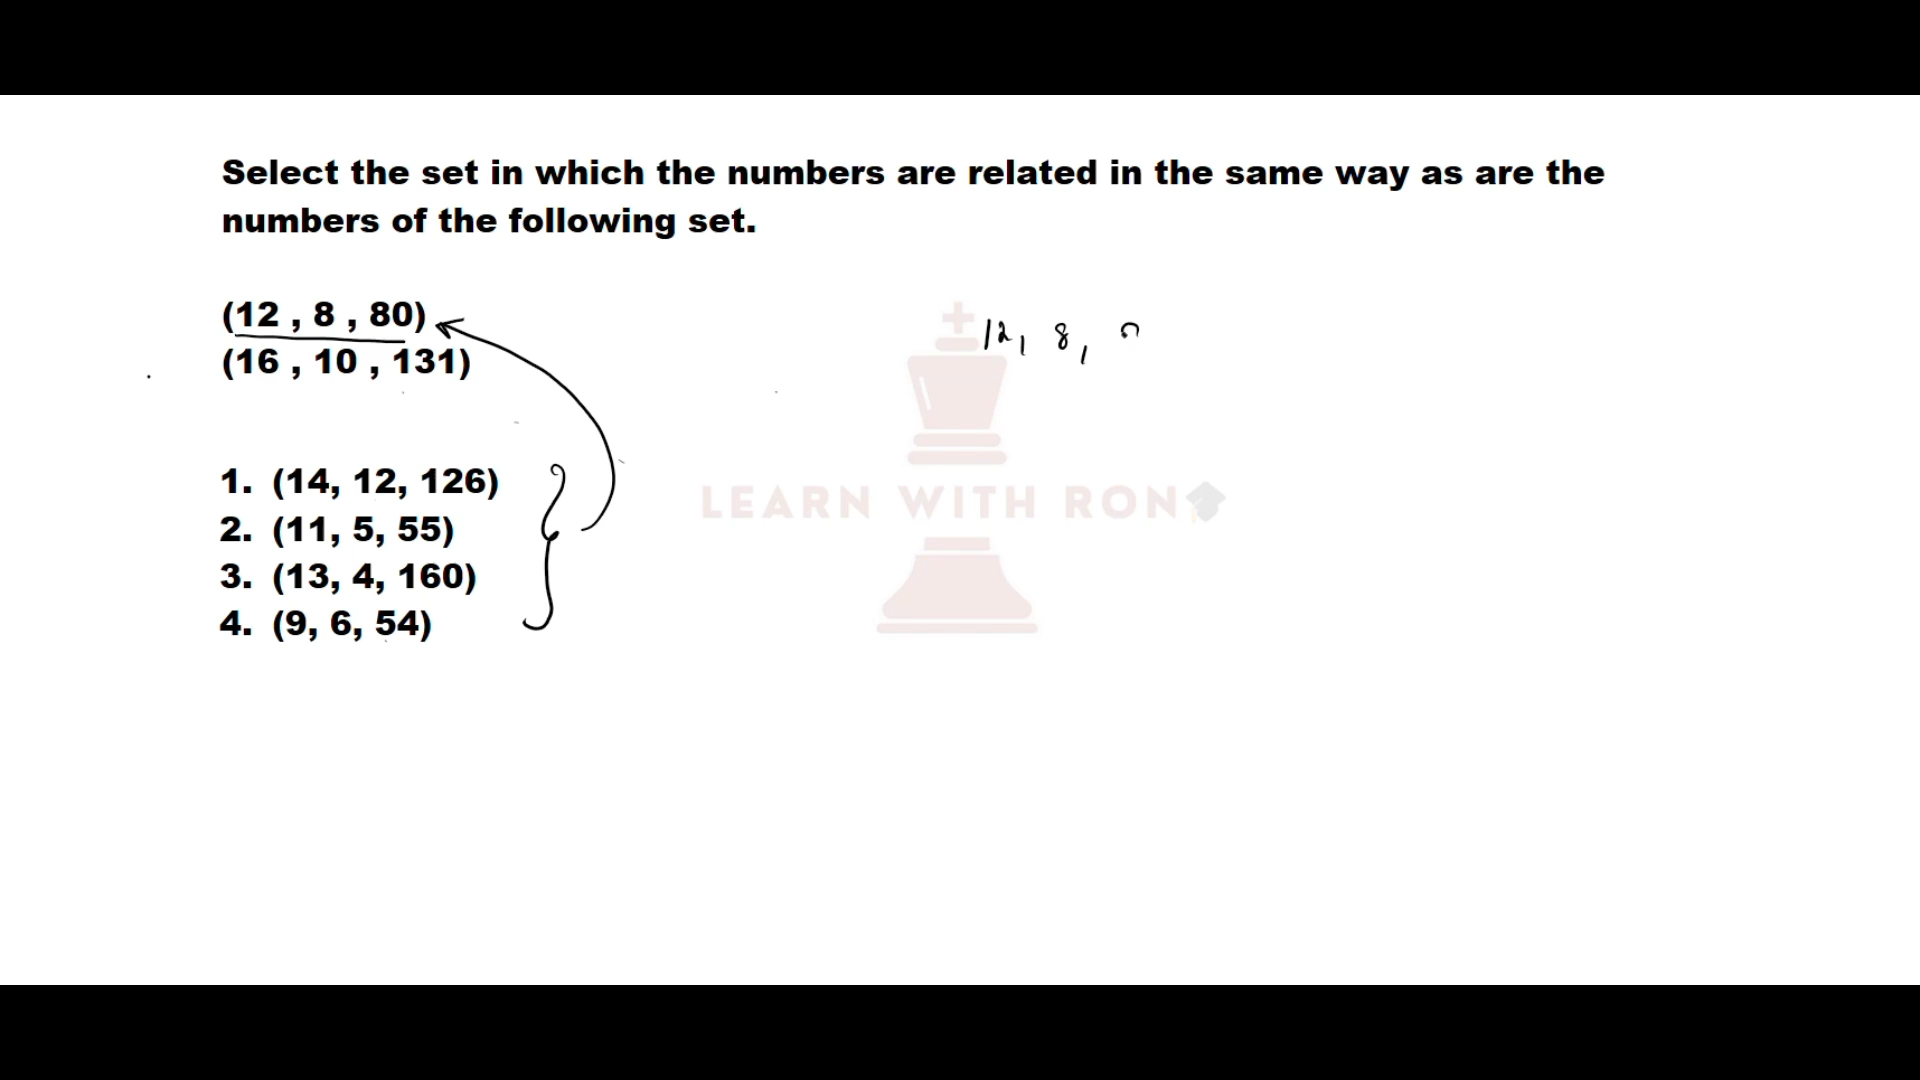 Select the set in which the numbers are related in the same way as are the
numbers of the following set.
(12 , 8 , 80)
12, 8,
(16 , 10 , 131)
1. (14, 12, 126)
2. (11, 5, 55)
3. (13, 4, 160)
4. (9, 6, 54)
LEARN WITH RON